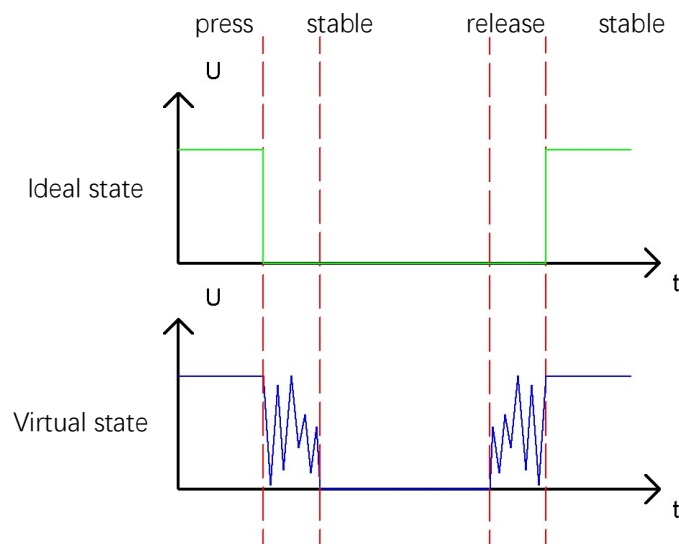 press
stable
release
stable
U
Ideal state
t
U
Virtual state
t